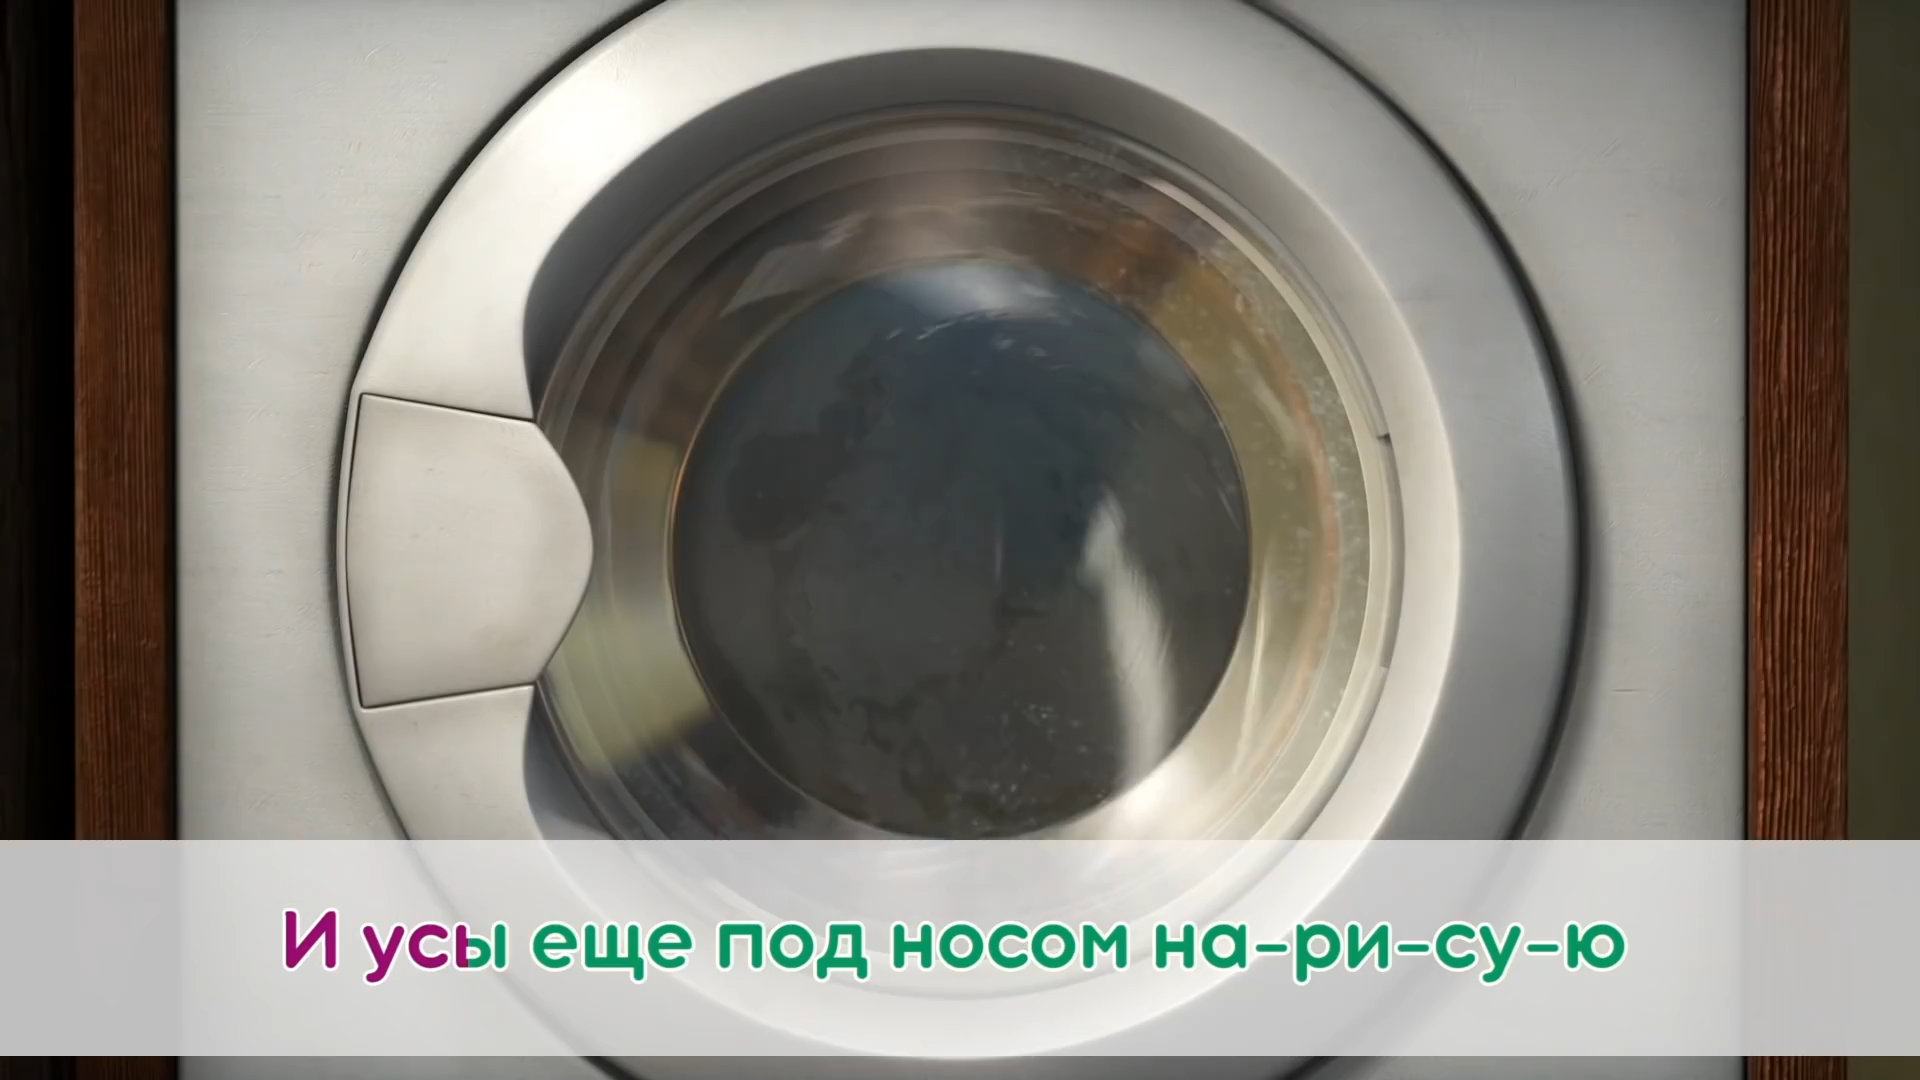 И усы еще под носом на-ри-су-ю